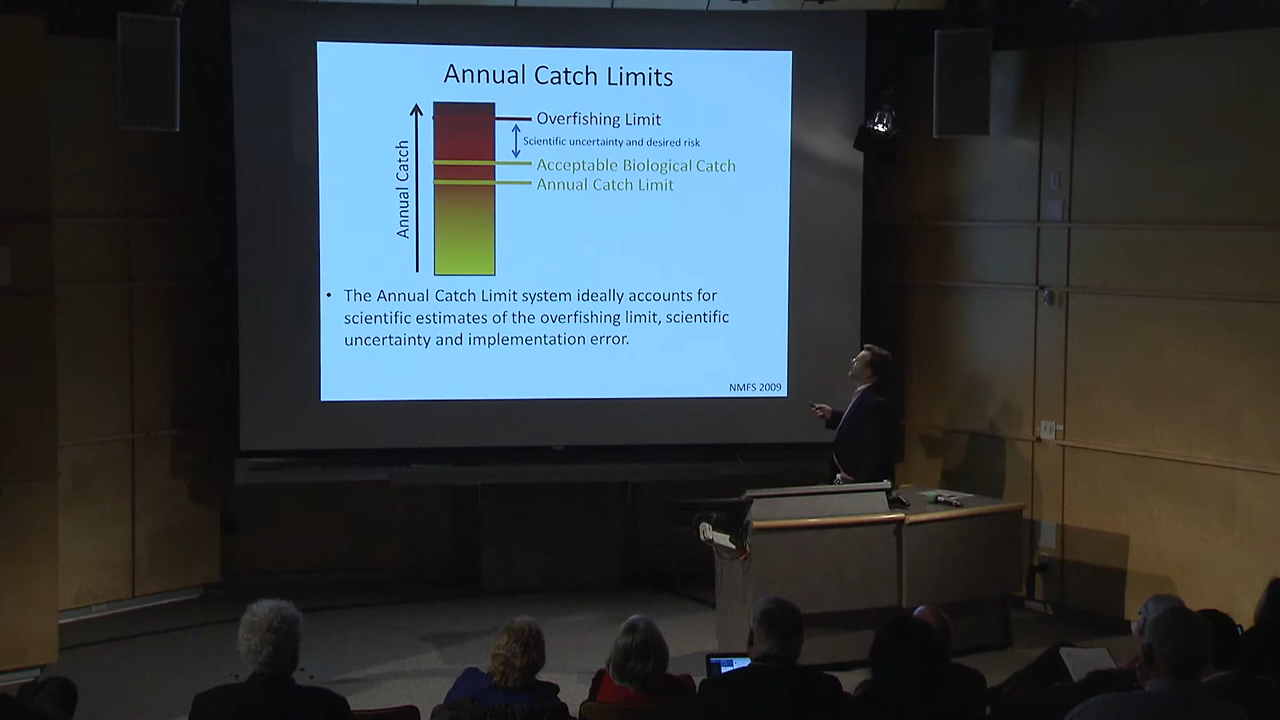 Annual Catch Limits
Annual Catch
Overfishing Limit
Scientific uncertainty and desired risk
Acceptable Biological Catch
Annual Catch Limit
• The Annual Catch Limit system ideally accounts for
scientific estimates of the overfishing limit, scientific
uncertainty and implementation error.
NMFS 2009